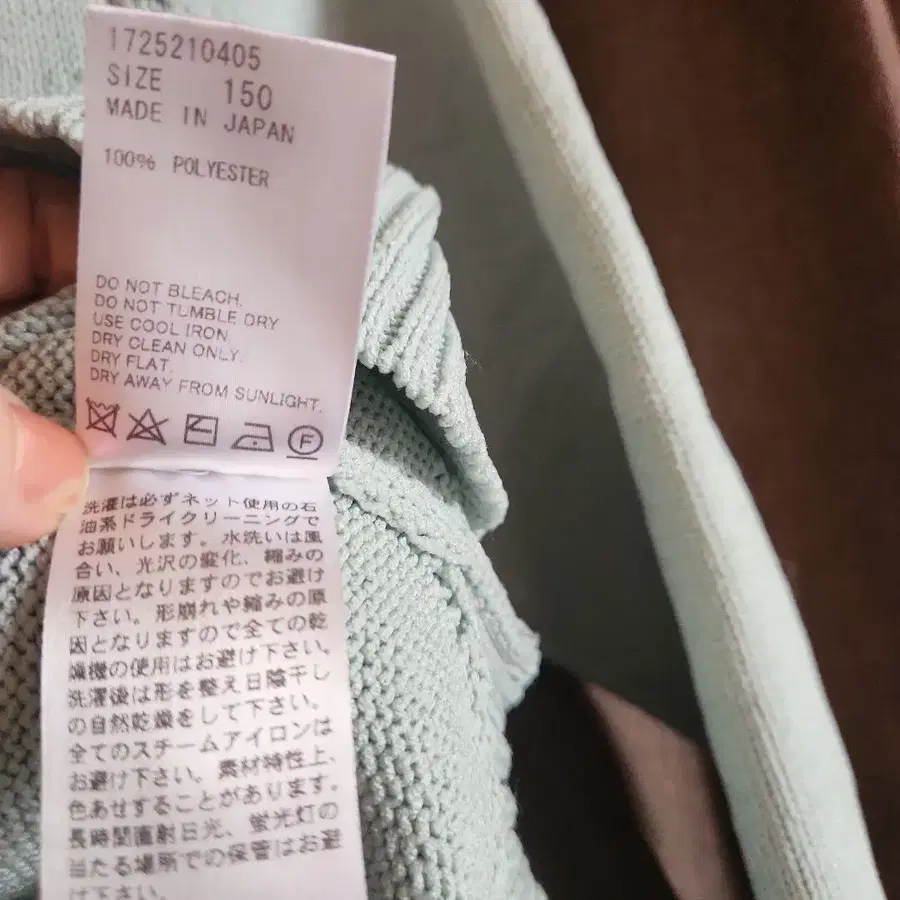 1725210405
SIZE 150
MADE IN JAPAN
100% POLYESTER
DO NOT BLEACH.
DO NOT TUMBLE DRY
USE COOL IRON.
DRY CLEAN ONLY.
DRY FLAT.
DRY AWAY FROM SUNLIGHT.
F
洗濯は必ずネット使用の石
油系ドライクリーニングで
お願いします。水洗いは風
合い、光沢の変化、縮みの
原因となりますのでお避け
下さい。形崩れや縮みの原
因となりますので全ての乾
燥機の使用はお避け下さい。
洗濯後は形を整え日陰干し
の自然乾燥をして下さい。
全てのスチームアイロンは
お避け下さい。素材特性上、
色あせすることがあります。
長時間直射日光、蛍光灯の
当たる場所での保管はお避
け下さい。